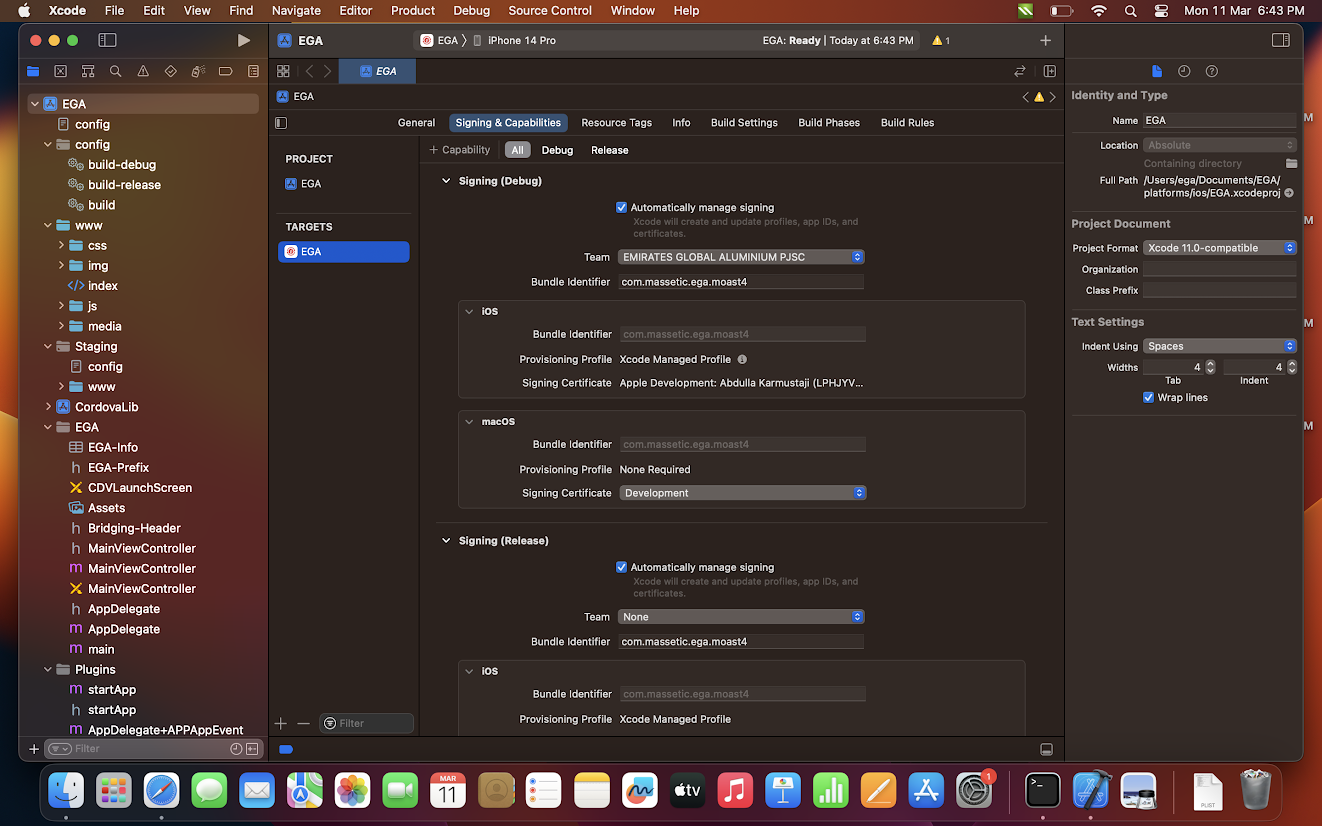 Xcode File Edit View Find Navigate Editor Product Debug Source Control Window Help Mon 11 Mar 6:43 PM
EGA
EGA iPhone 14 Pro
EGA: Ready | Today at 6:43 PM
1
EGA
EGA
General Signing & Capabilities Resource Tags Info Build Settings Build Phases Build Rules
+ Capability All Debug Release
EGA
config
config
build-debug
build-release
build
www
css
img
index
js
media
Staging
config
www
CordovaLib
EGA
EGA-Info
h EGA-Prefix
CDVLaunchScreen
Assets
h Bridging-Header
h MainViewController
m MainViewController
MainViewController
h AppDelegate
m AppDelegate
m main
Plugins
m startApp
h startApp
m AppDelegate+APPAppEvent
Filter
PROJECT
EGA
TARGETS
EGA
Filter
Signing (Debug)
Automatically manage signing
Xcode will create and update profiles, app IDs, and
certificates.
Team EMIRATES GLOBAL ALUMINIUM PJSC
Bundle Identifier com.massetic.ega.moast4
iOS
Bundle Identifier com.massetic.ega.moast4
Provisioning Profile Xcode Managed Profile
Signing Certificate Apple Development: Abdulla Karmustaji (LPHJYV...
macOS
Bundle Identifier com.massetic.ega.moast4
Provisioning Profile None Required
Signing Certificate Development
Signing (Release)
Automatically manage signing
Xcode will create and update profiles, app IDs, and
certificates.
Team None
Bundle Identifier com.massetic.ega.moast4
iOS
Bundle Identifier com.massetic.ega.moast4
Provisioning Profile Xcode Managed Profile
Identity and Type
Name EGA
Location Absolute
Containing directory
Full Path /Users/ega/Documents/EGA/
platforms/ios/EGA.xcodeproj
Project Document
Project Format Xcode 11.0-compatible
Organization
Class Prefix
Text Settings
Indent Using Spaces
Widths 4 4
Tab Indent
Wrap lines
M
M
M
M
MAR
11
tv
1
PLIST